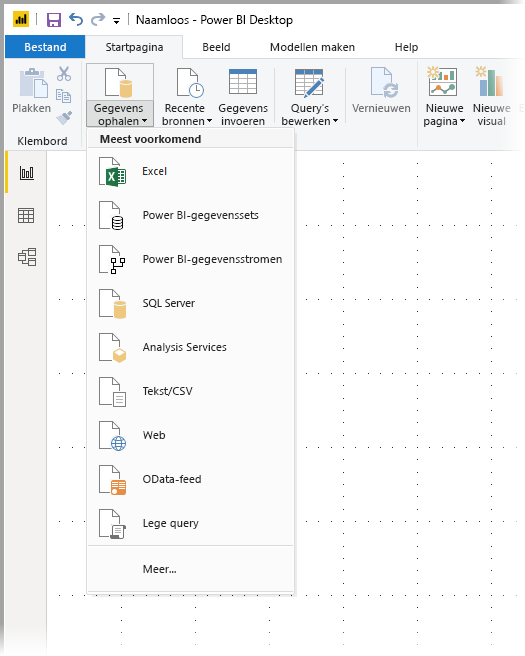 Naamloos - Power BI Desktop
Bestand
Startpagina
Beeld
Modellen maken
Help
Plakken
Gegevens
ophalen
Recente
bronnen
Gegevens
invoeren
Query's
bewerken
Vernieuwen
Nieuwe
pagina
Nieuwe
visual
Klembord
Meest voorkomend
Excel
Power BI-gegevenssets
Power BI-gegevensstromen
SQL Server
Analysis Services
Tekst/CSV
Web
OData-feed
Lege query
Meer...